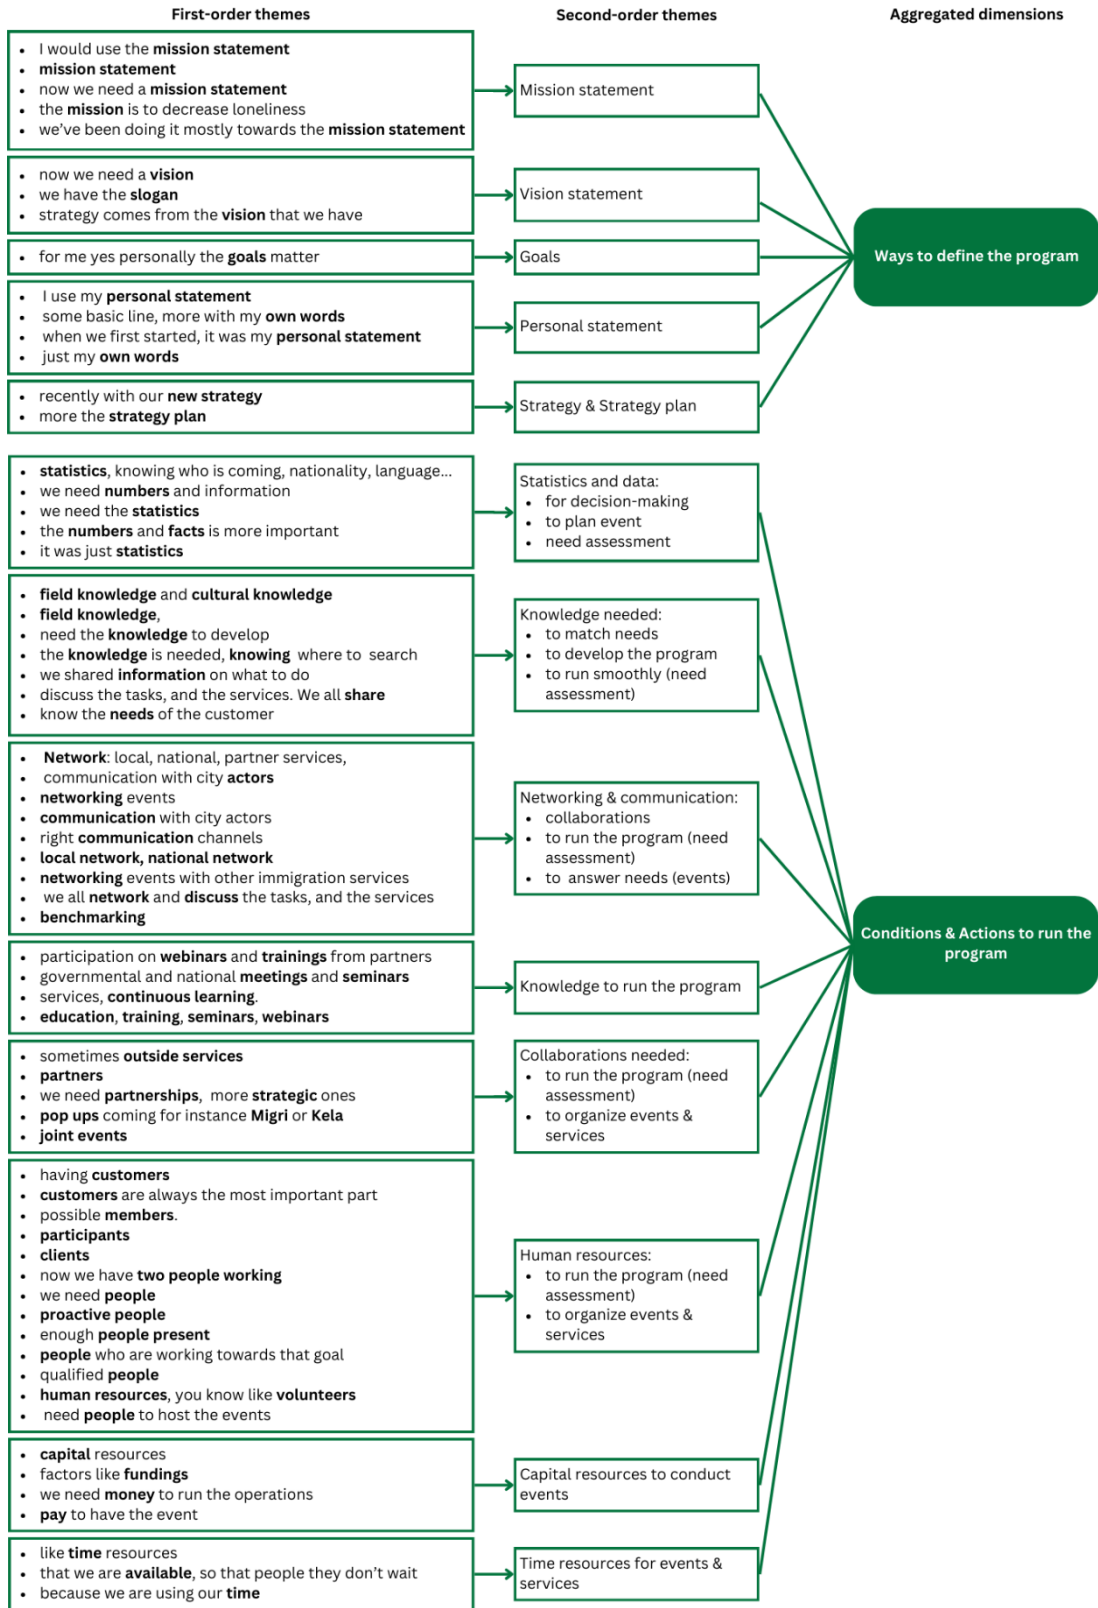 First-order themes
Second-order themes
Aggregated dimensions
• I would use the mission statement
• mission statement
• now we need a mission statement
• the mission is to decrease loneliness
• we’ve been doing it mostly towards the mission statement
Mission statement
• now we need a vision
• we have the slogan
• strategy comes from the vision that we have
Vision statement
• for me yes personally the goals matter
Goals
• I use my personal statement
• some basic line, more with my own words
• when we first started, it was my personal statement
• just my own words
Personal statement
• recently with our new strategy
• more the strategy plan
Strategy & Strategy plan
Ways to define the program
• statistics, knowing who is coming, nationality, language...
• we need numbers and information
• we need the statistics
• the numbers and facts is more important
• it was just statistics
Statistics and data:
• for decision-making
• to plan event
• need assessment
• field knowledge and cultural knowledge
• field knowledge,
• need the knowledge to develop
• the knowledge is needed, knowing where to search
• we shared information on what to do
• discuss the tasks, and the services. We all share
• know the needs of the customer
Knowledge needed:
• to match needs
• to develop the program
• to run smoothly (need
assessment)
• Network: local, national, partner services,
• communication with city actors
• networking events
• communication with city actors
• right communication channels
• local network, national network
• networking events with other immigration services
• we all network and discuss the tasks, and the services
• benchmarking
Networking & communication:
• collaborations
• to run the program (need
assessment)
• to answer needs (events)
• participation on webinars and trainings from partners
• governmental and national meetings and seminars
• services, continuous learning.
• education, training, seminars, webinars
Knowledge to run the program
• sometimes outside services
• partners
• we need partnerships, more strategic ones
• pop ups coming for instance Migri or Kela
• joint events
Collaborations needed:
• to run the program (need
assessment)
• to organize events &
services
• having customers
• customers are always the most important part
• possible members.
• participants
• clients
• now we have two people working
• we need people
• proactive people
• enough people present
• people who are working towards that goal
• qualified people
• human resources, you know like volunteers
• need people to host the events
Human resources:
• to run the program (need
assessment)
• to organize events &
services
• capital resources
• factors like fundings
• we need money to run the operations
• pay to have the event
Capital resources to conduct
events
• like time resources
• that we are available, so that people they don’t wait
• because we are using our time
Time resources for events &
services
Conditions & Actions to run the
program